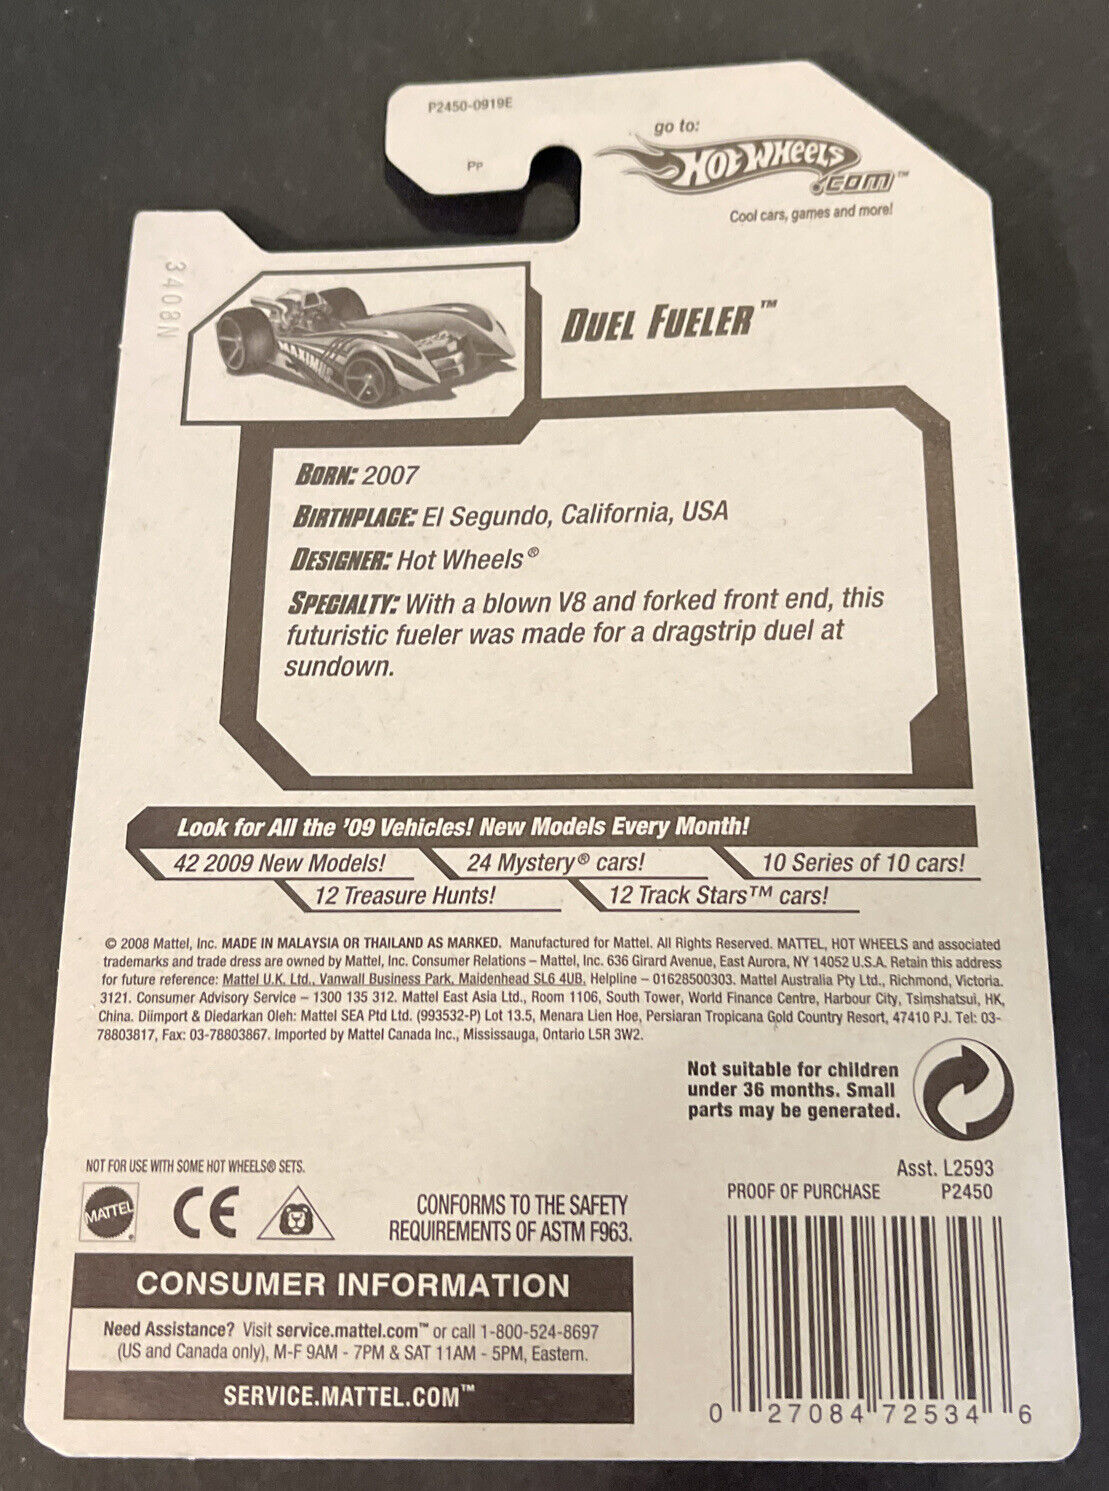 P2450-0919E
PP
go to:
HOT WHEELS
.COM™
Cool cars, games and more!
3408N
MAXIMUS
DUEL FUELER™
BORN: 2007
BIRTHPLACE: El Segundo, California, USA
DESIGNER: Hot Wheels®
SPECIALTY: With a blown V8 and forked front end, this
futuristic fueler was made for a dragstrip duel at
sundown.
Look for All the '09 Vehicles! New Models Every Month!
42 2009 New Models! 24 Mystery® cars! 10 Series of 10 cars!
12 Treasure Hunts! 12 Track Stars™ cars!
© 2008 Mattel, Inc. MADE IN MALAYSIA OR THAILAND AS MARKED. Manufactured for Mattel. All Rights Reserved. MATTEL, HOT WHEELS and associated
trademarks and trade dress are owned by Mattel, Inc. Consumer Relations – Mattel, Inc. 636 Girard Avenue, East Aurora, NY 14052 U.S.A. Retain this address
for future reference: Mattel U.K. Ltd., Vanwall Business Park, Maidenhead SL6 4UB. Helpline – 01628500303. Mattel Australia Pty Ltd., Richmond, Victoria.
3121. Consumer Advisory Service – 1300 135 312. Mattel East Asia Ltd., Room 1106, South Tower, World Finance Centre, Harbour City, Tsimshatsui, HK,
China. Diimport & Diedarkan Oleh: Mattel SEA Ptd Ltd. (993532-P) Lot 13.5, Menara Lien Hoe, Persiaran Tropicana Gold Country Resort, 47410 PJ. Tel: 03-
78803817, Fax: 03-78803867. Imported by Mattel Canada Inc., Mississauga, Ontario L5R 3W2.
Not suitable for children
under 36 months. Small
parts may be generated.
NOT FOR USE WITH SOME HOT WHEELS® SETS.
MATTEL®
CE
CONFORMS TO THE SAFETY
REQUIREMENTS OF ASTM F963.
Asst. L2593
PROOF OF PURCHASE P2450
CONSUMER INFORMATION
Need Assistance? Visit service.mattel.com™ or call 1-800-524-8697
(US and Canada only), M-F 9AM - 7PM & SAT 11AM - 5PM, Eastern.
SERVICE.MATTEL.COM™
0 27084 72534 6